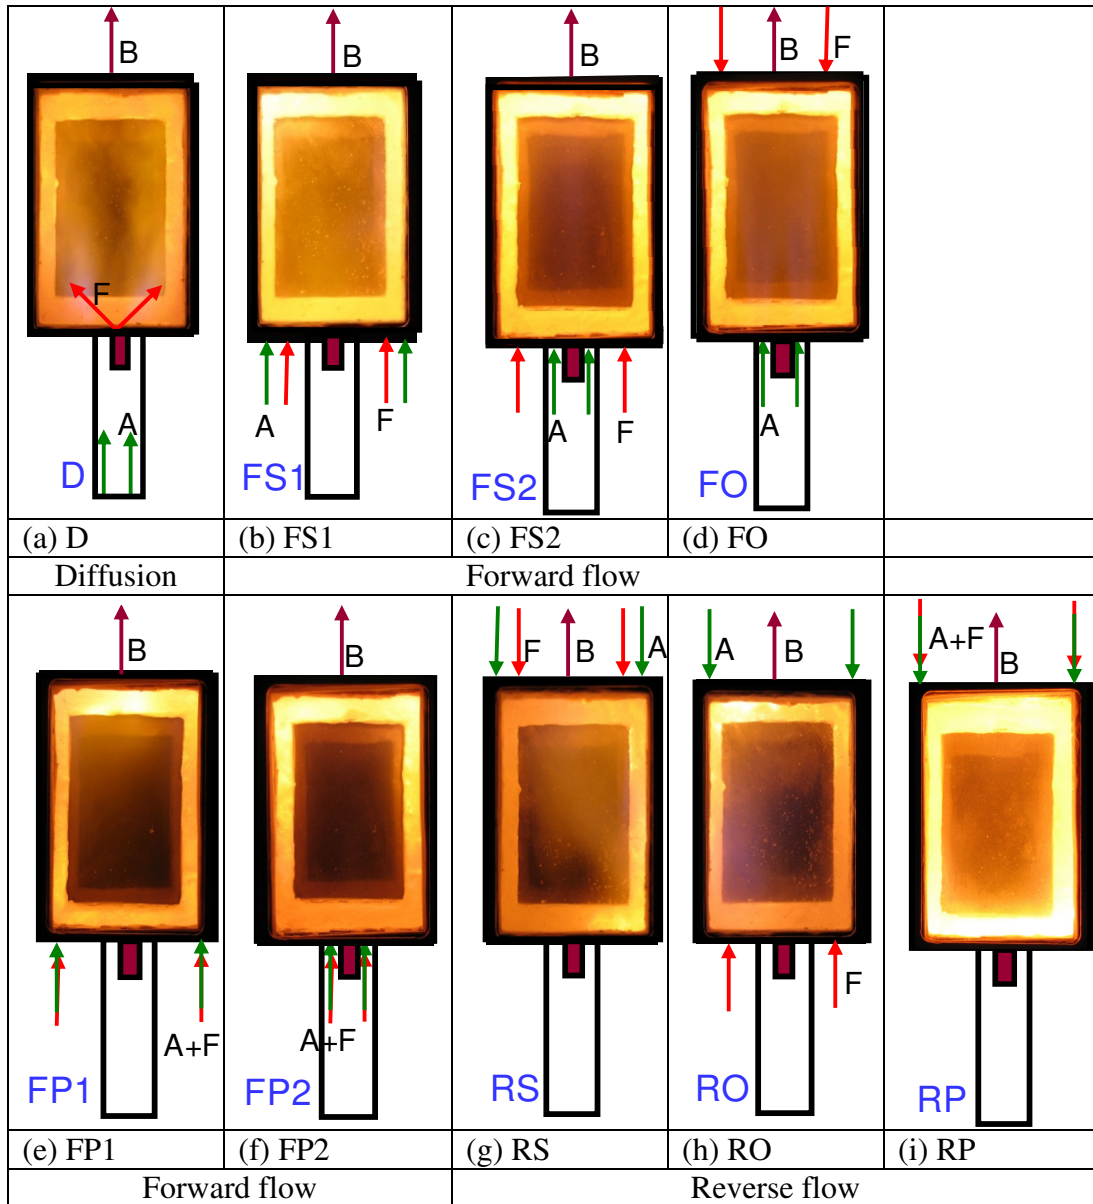 B
F
A
D
B
A
F
FS1
B
A
F
FS2
B
F
A
FO
(a) D
(b) FS1
(c) FS2
(d) FO
Diffusion
Forward flow
B
A+F
FP1
B
A+F
FP2
F
B
A
RS
A
B
F
RO
A+F
B
RP
(e) FP1
(f) FP2
(g) RS
(h) RO
(i) RP
Forward flow
Reverse flow